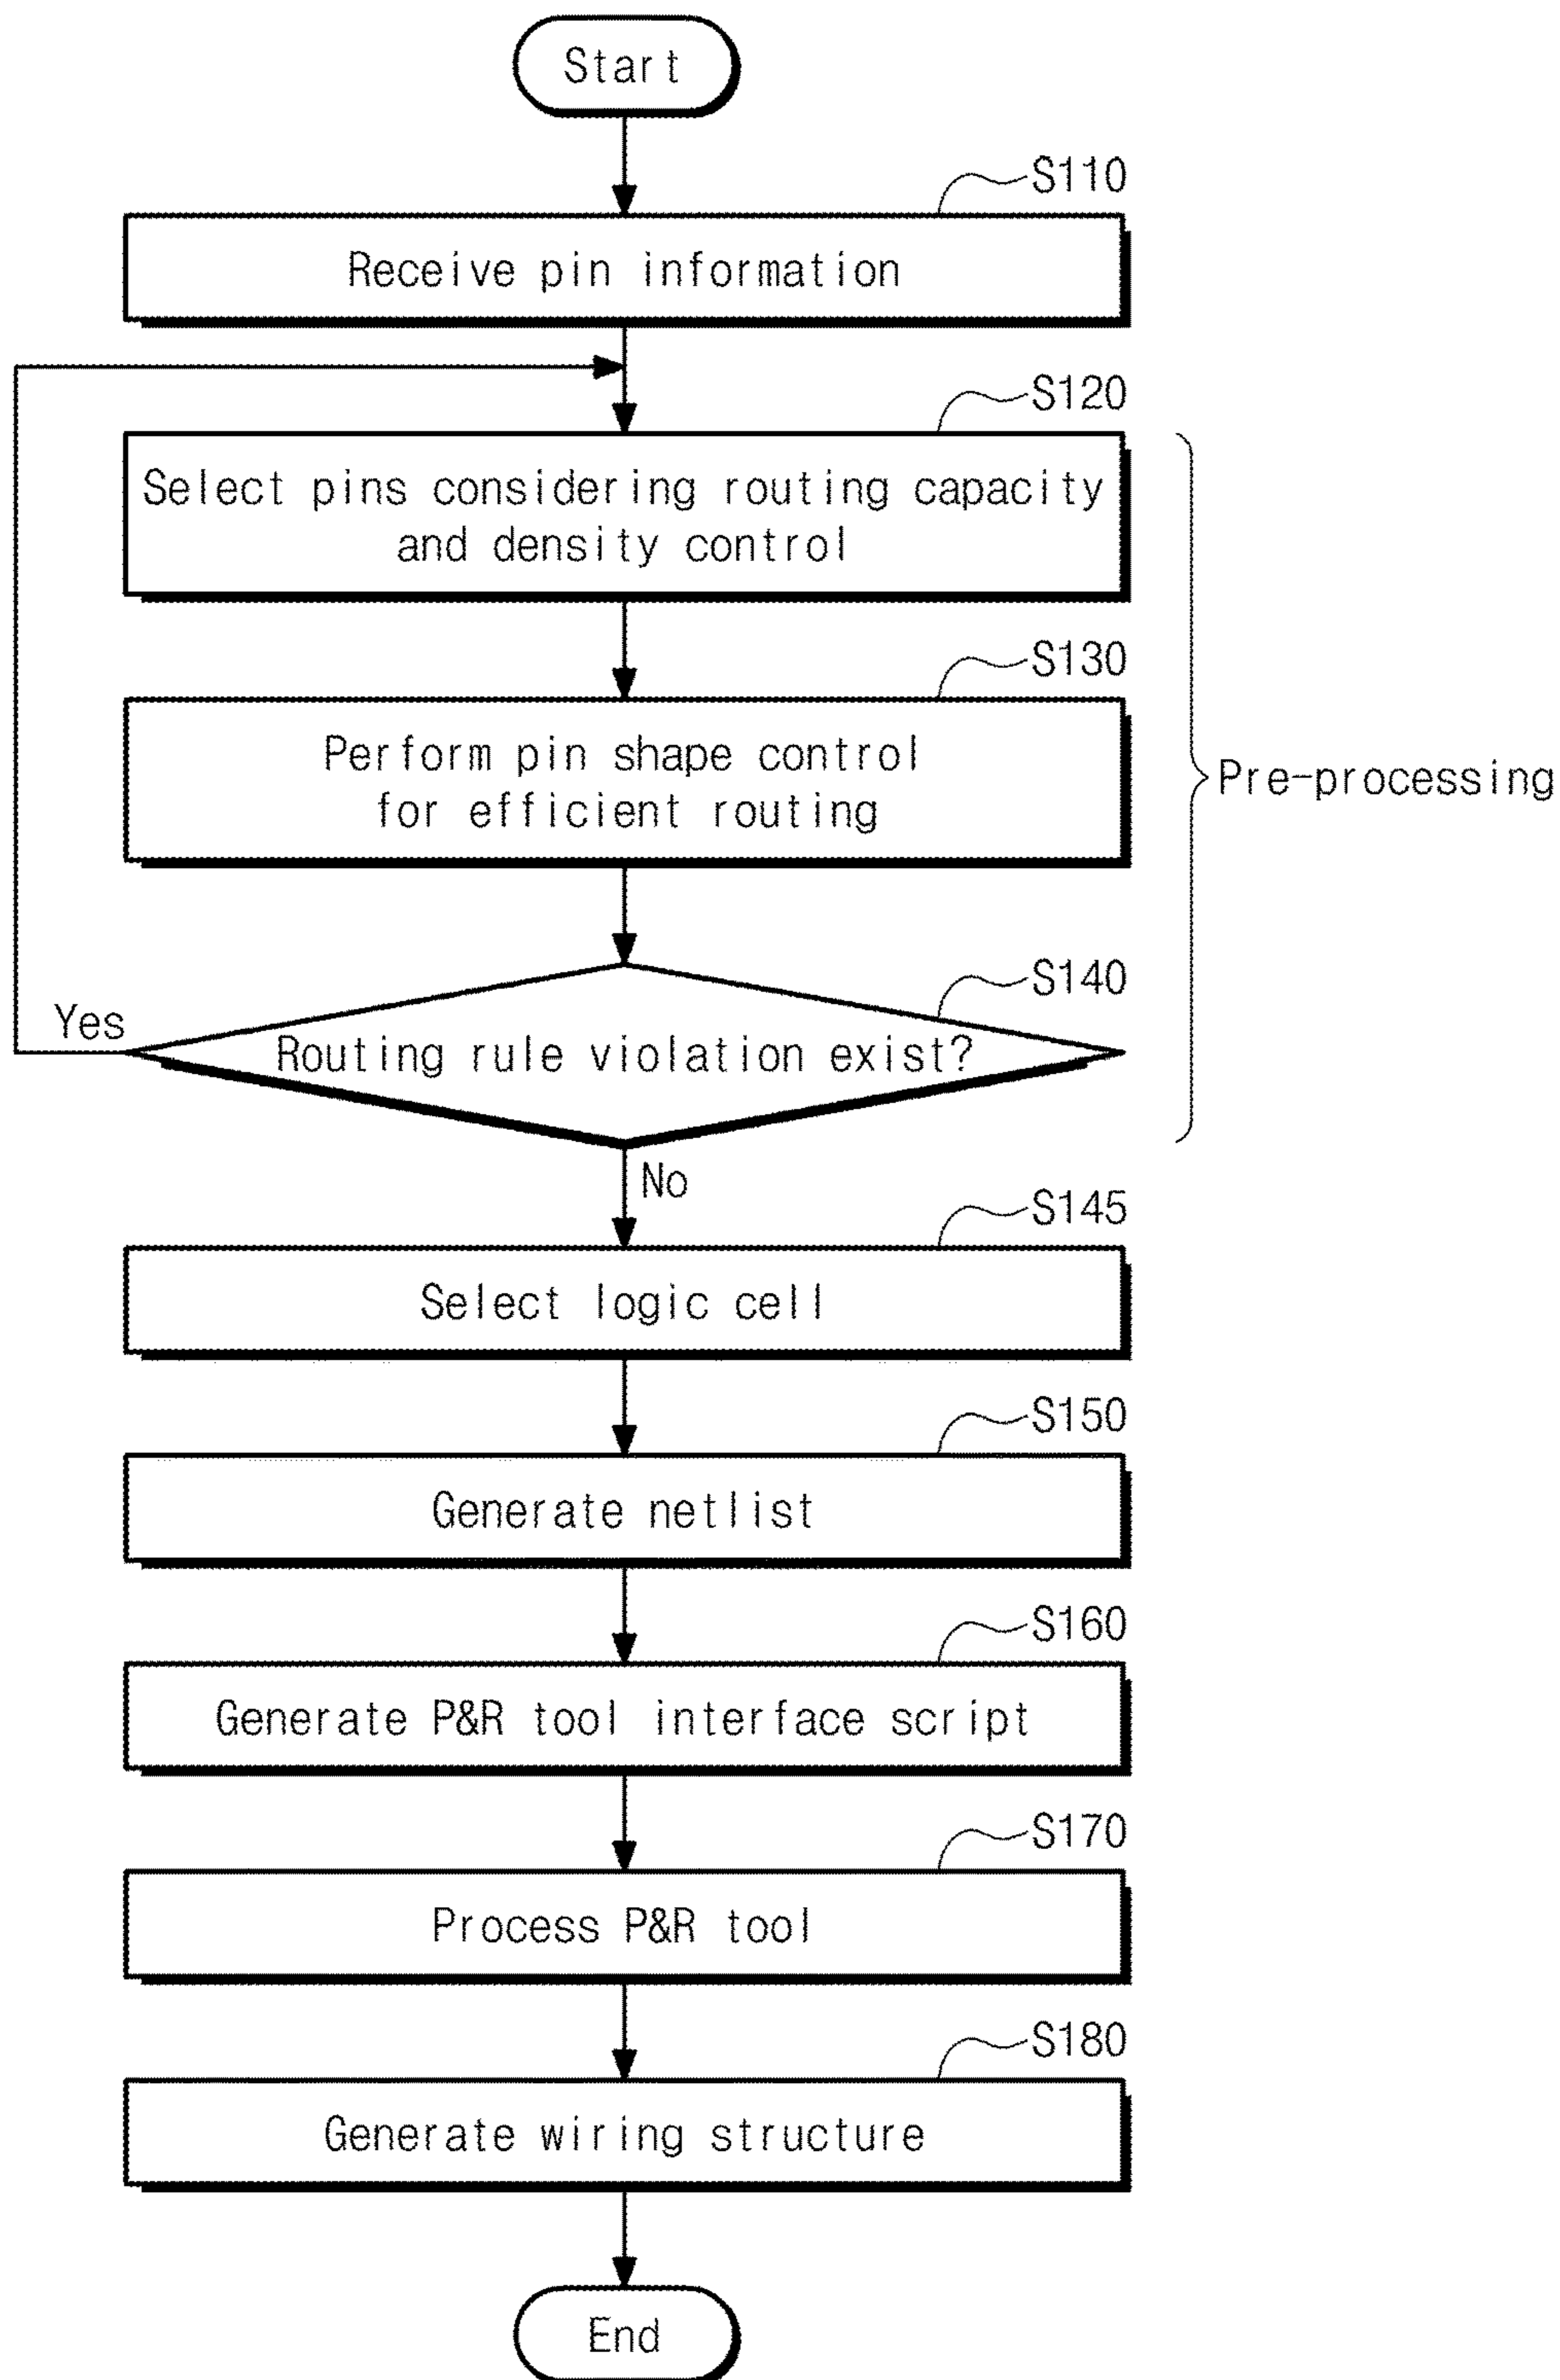 Start
S110
Receive pin information
S120
Select pins considering routing capacity
and density control
S130
Perform pin shape control
for efficient routing
Pre-processing
S140
Yes
Routing rule violation exist?
No
S145
Select logic cell
S150
Generate netlist
S160
Generate P&R tool interface script
S170
Process P&R tool
S180
Generate wiring structure
End